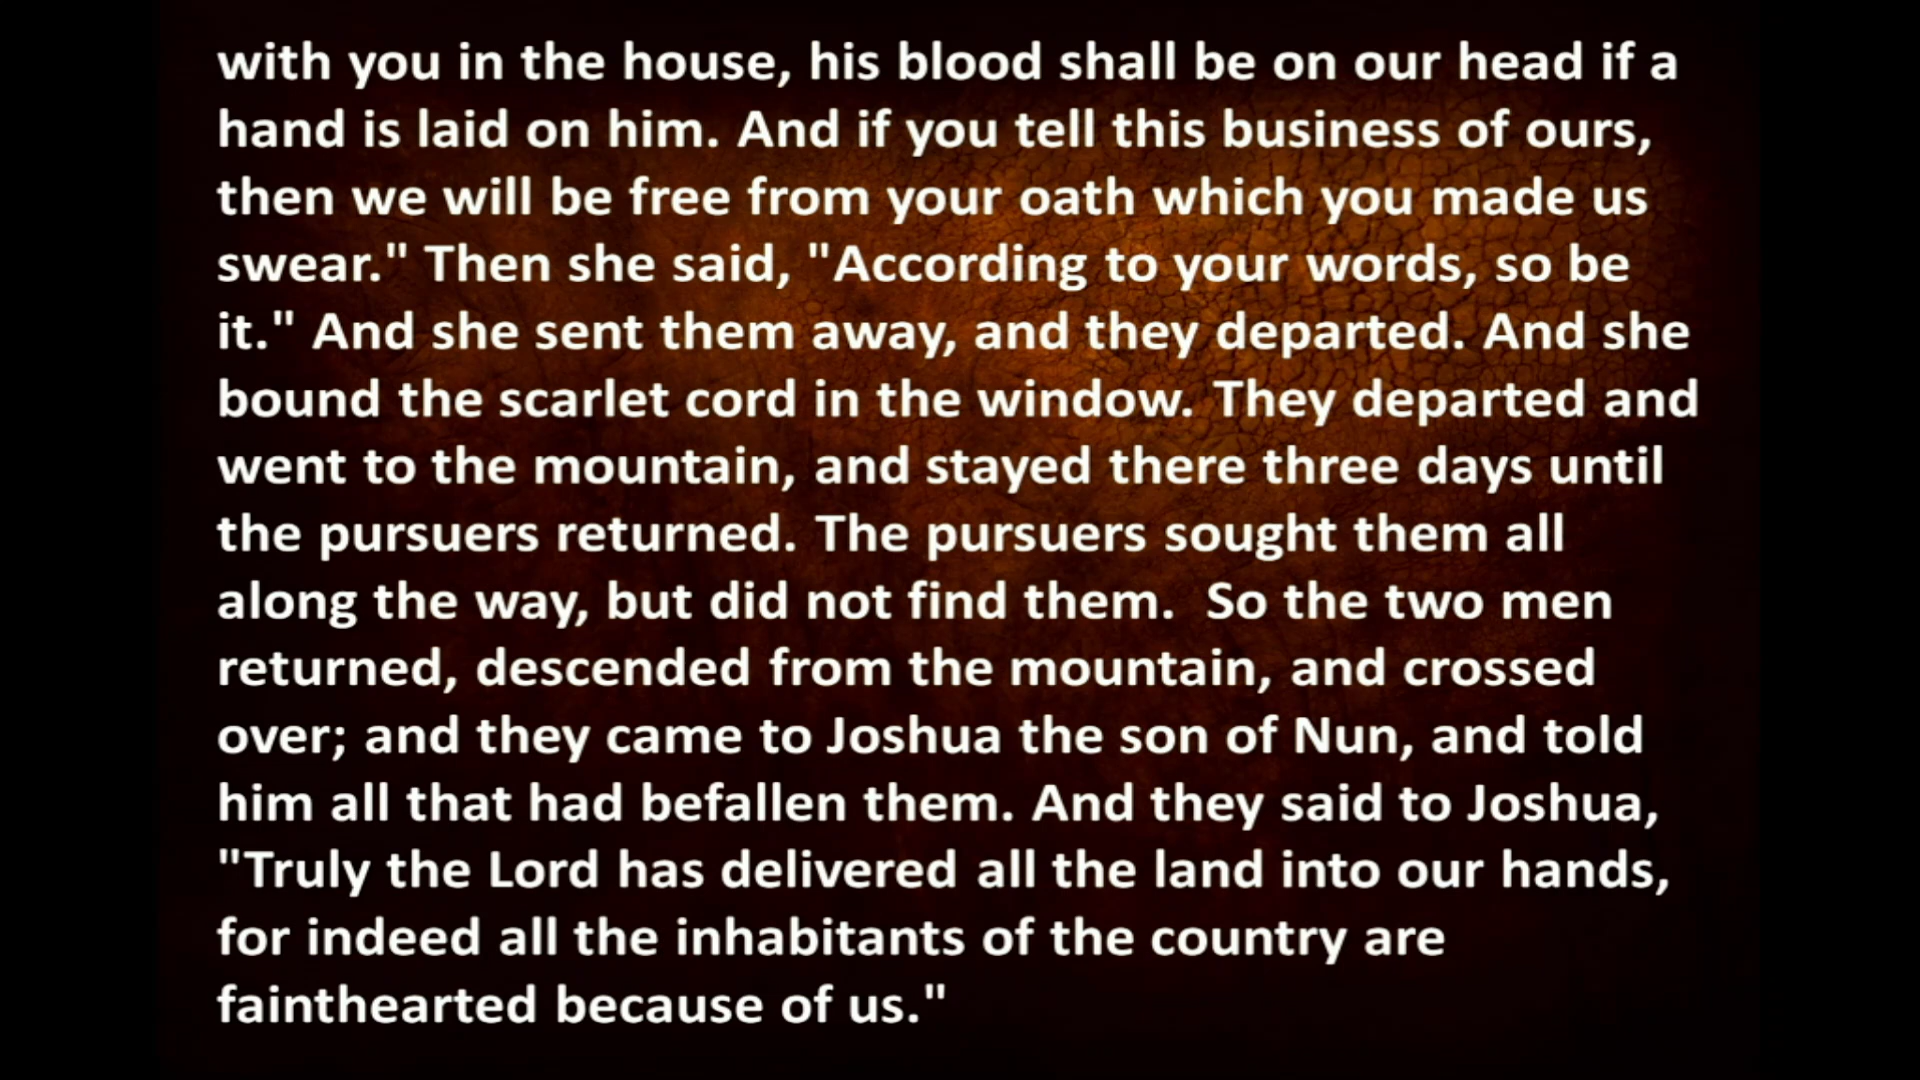 with you in the house, his blood shall be on our head if a
hand is laid on him. And if you tell this business of ours,
then we will be free from your oath which you made us
swear." Then she said, "According to your words, so be
it." And she sent them away, and they departed. And she
bound the scarlet cord in the window. They departed and
went to the mountain, and stayed there three days until
the pursuers returned. The pursuers sought them all
along the way, but did not find them.  So the two men
returned, descended from the mountain, and crossed
over; and they came to Joshua the son of Nun, and told
him all that had befallen them. And they said to Joshua,
"Truly the Lord has delivered all the land into our hands,
for indeed all the inhabitants of the country are
fainthearted because of us."